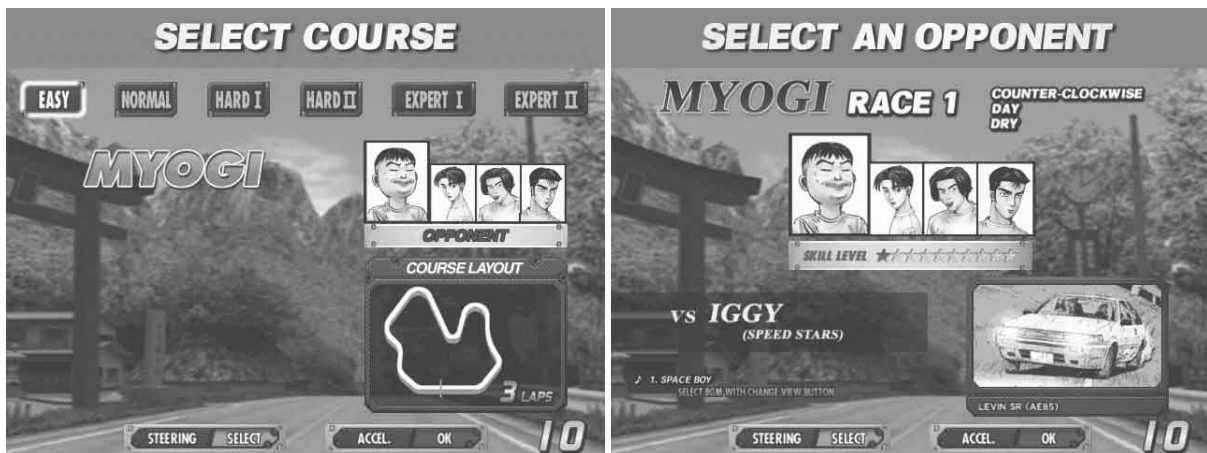 SELECT COURSE
EASY NORMAL HARD I HARD II EXPERT I EXPERT II
MYOGI
OPPONENT
COURSE LAYOUT
3 LAPS
STEERING SELECT ACCEL. OK 10
SELECT AN OPPONENT
MYOGI RACE 1
COUNTER-CLOCKWISE
DAY
DRY
SKILL LEVEL
VS IGGY
(SPEED STARS)
♪ 1. SPACE BOY
SELECT BGM WITH CHANGE VIEW BUTTON
LEVIN SR (AE85)
STEERING SELECT ACCEL. OK 10